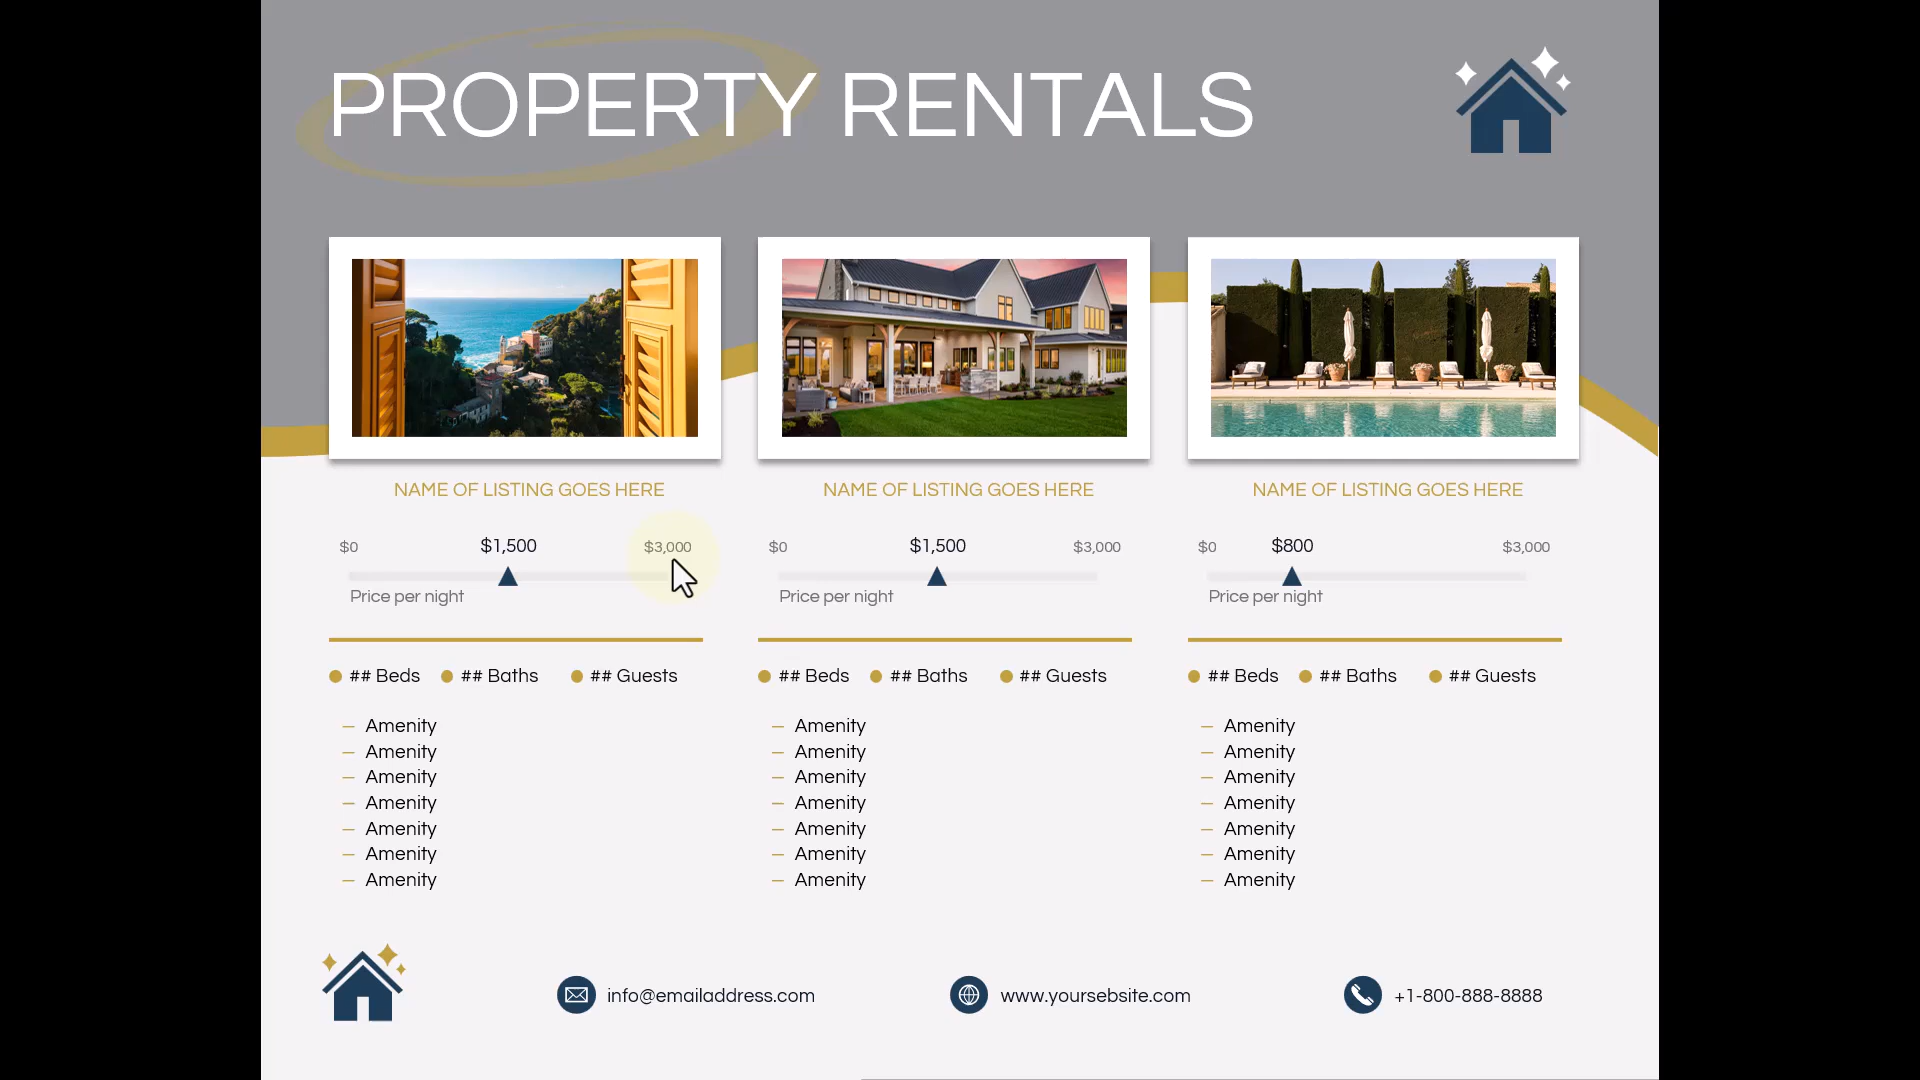 PROPERTY RENTALS
NAME OF LISTING GOES HERE
$0 $1,500 $3,000
Price per night
## Beds ## Baths ## Guests
Amenity
Amenity
Amenity
Amenity
Amenity
Amenity
Amenity
NAME OF LISTING GOES HERE
$0 $1,500 $3,000
Price per night
## Beds ## Baths ## Guests
Amenity
Amenity
Amenity
Amenity
Amenity
Amenity
Amenity
NAME OF LISTING GOES HERE
$0 $800 $3,000
Price per night
## Beds ## Baths ## Guests
Amenity
Amenity
Amenity
Amenity
Amenity
Amenity
Amenity
info@emailaddress.com
www.yoursebsite.com
+1-800-888-8888